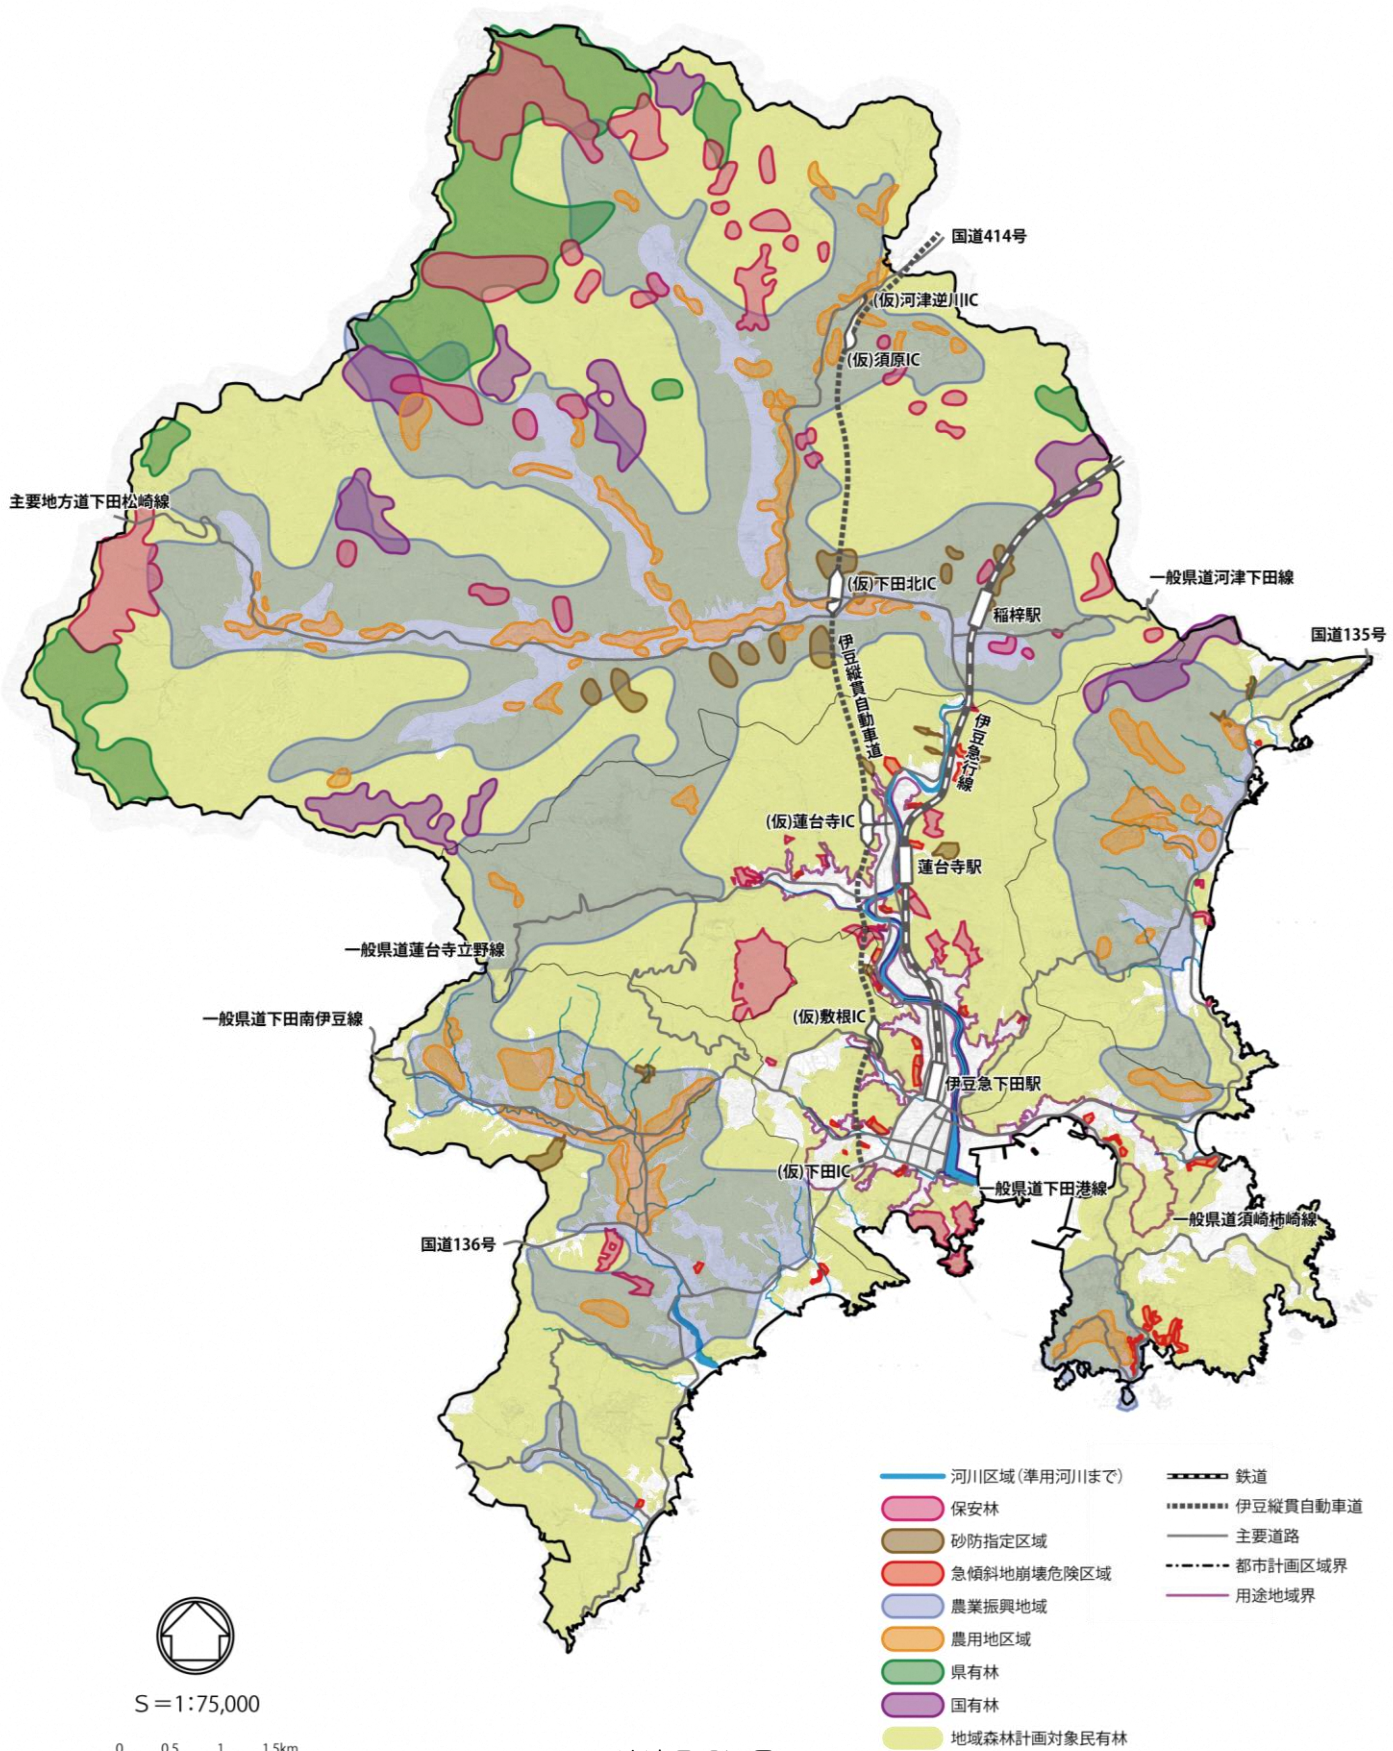 国道414号
(仮)河津逆川IC
(仮)須原IC
主要地方道下田松崎線
(仮)下田北IC
一般県道河津下田線
稲梓駅
国道135号
伊豆縦貫自動車道
伊豆急行線
(仮)蓮台寺IC
蓮台寺駅
一般県道蓮台寺立野線
一般県道下田南伊豆線
(仮)敷根IC
伊豆急下田駅
(仮)下田IC
一般県道下田港線
一般県道須崎柿崎線
国道136号
河川区域(準用河川まで)
保安林
砂防指定区域
急傾斜地崩壊危険区域
農業振興地域
農用地区域
県有林
国有林
地域森林計画対象民有林
鉄道
伊豆縦貫自動車道
主要道路
都市計画区域界
用途地域界
S=1:75,000
0 0.5 1 1.5km